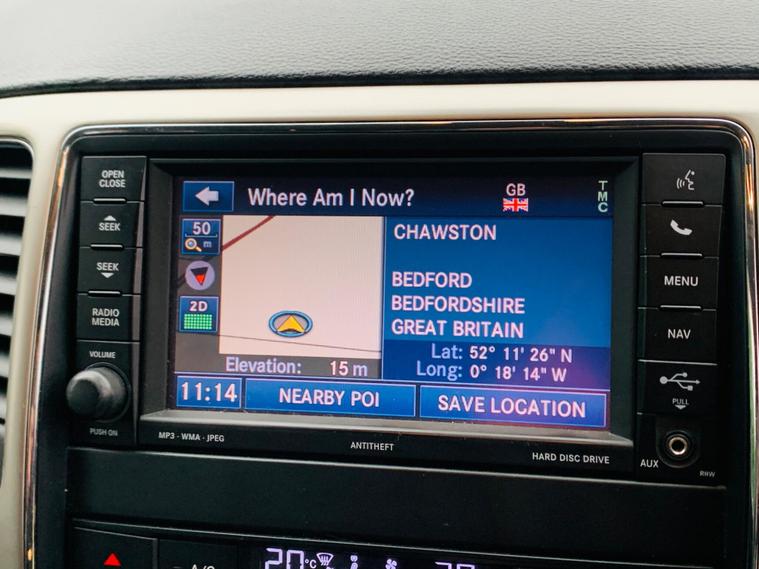 OPEN
CLOSE
SEEK
SEEK
RADIO
MEDIA
VOLUME
PUSH ON
Where Am I Now?
GB
TMC
50
m
2D
CHAWSTON
BEDFORD
BEDFORDSHIRE
GREAT BRITAIN
Lat: 52° 11' 26" N
Long: 0° 18' 14" W
Elevation: 15 m
11:14
NEARBY POI
SAVE LOCATION
MENU
NAV
PULL
AUX
RHW
MP3 - WMA - JPEG
ANTITHEFT
HARD DISC DRIVE
A/C
20°C